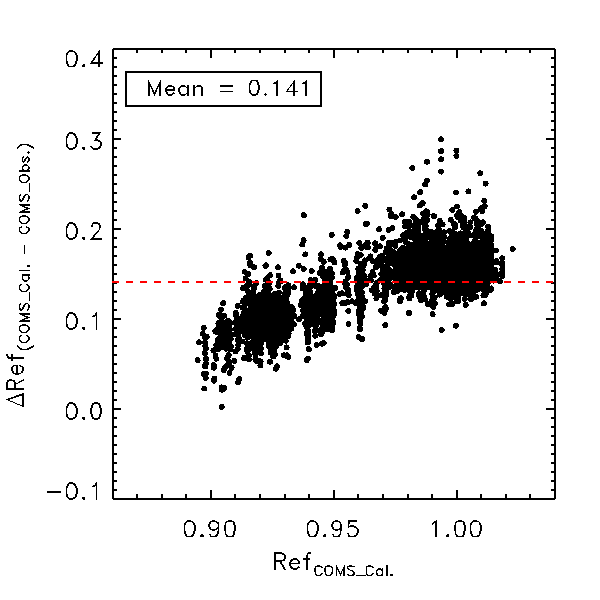 0.4
Mean = 0.141
0.3
0.2
0.1
0.0
−0.1
ΔRef(COMS_Cal. − COMS_Obs.)
0.90 0.95 1.00
RefCOMS_Cal.